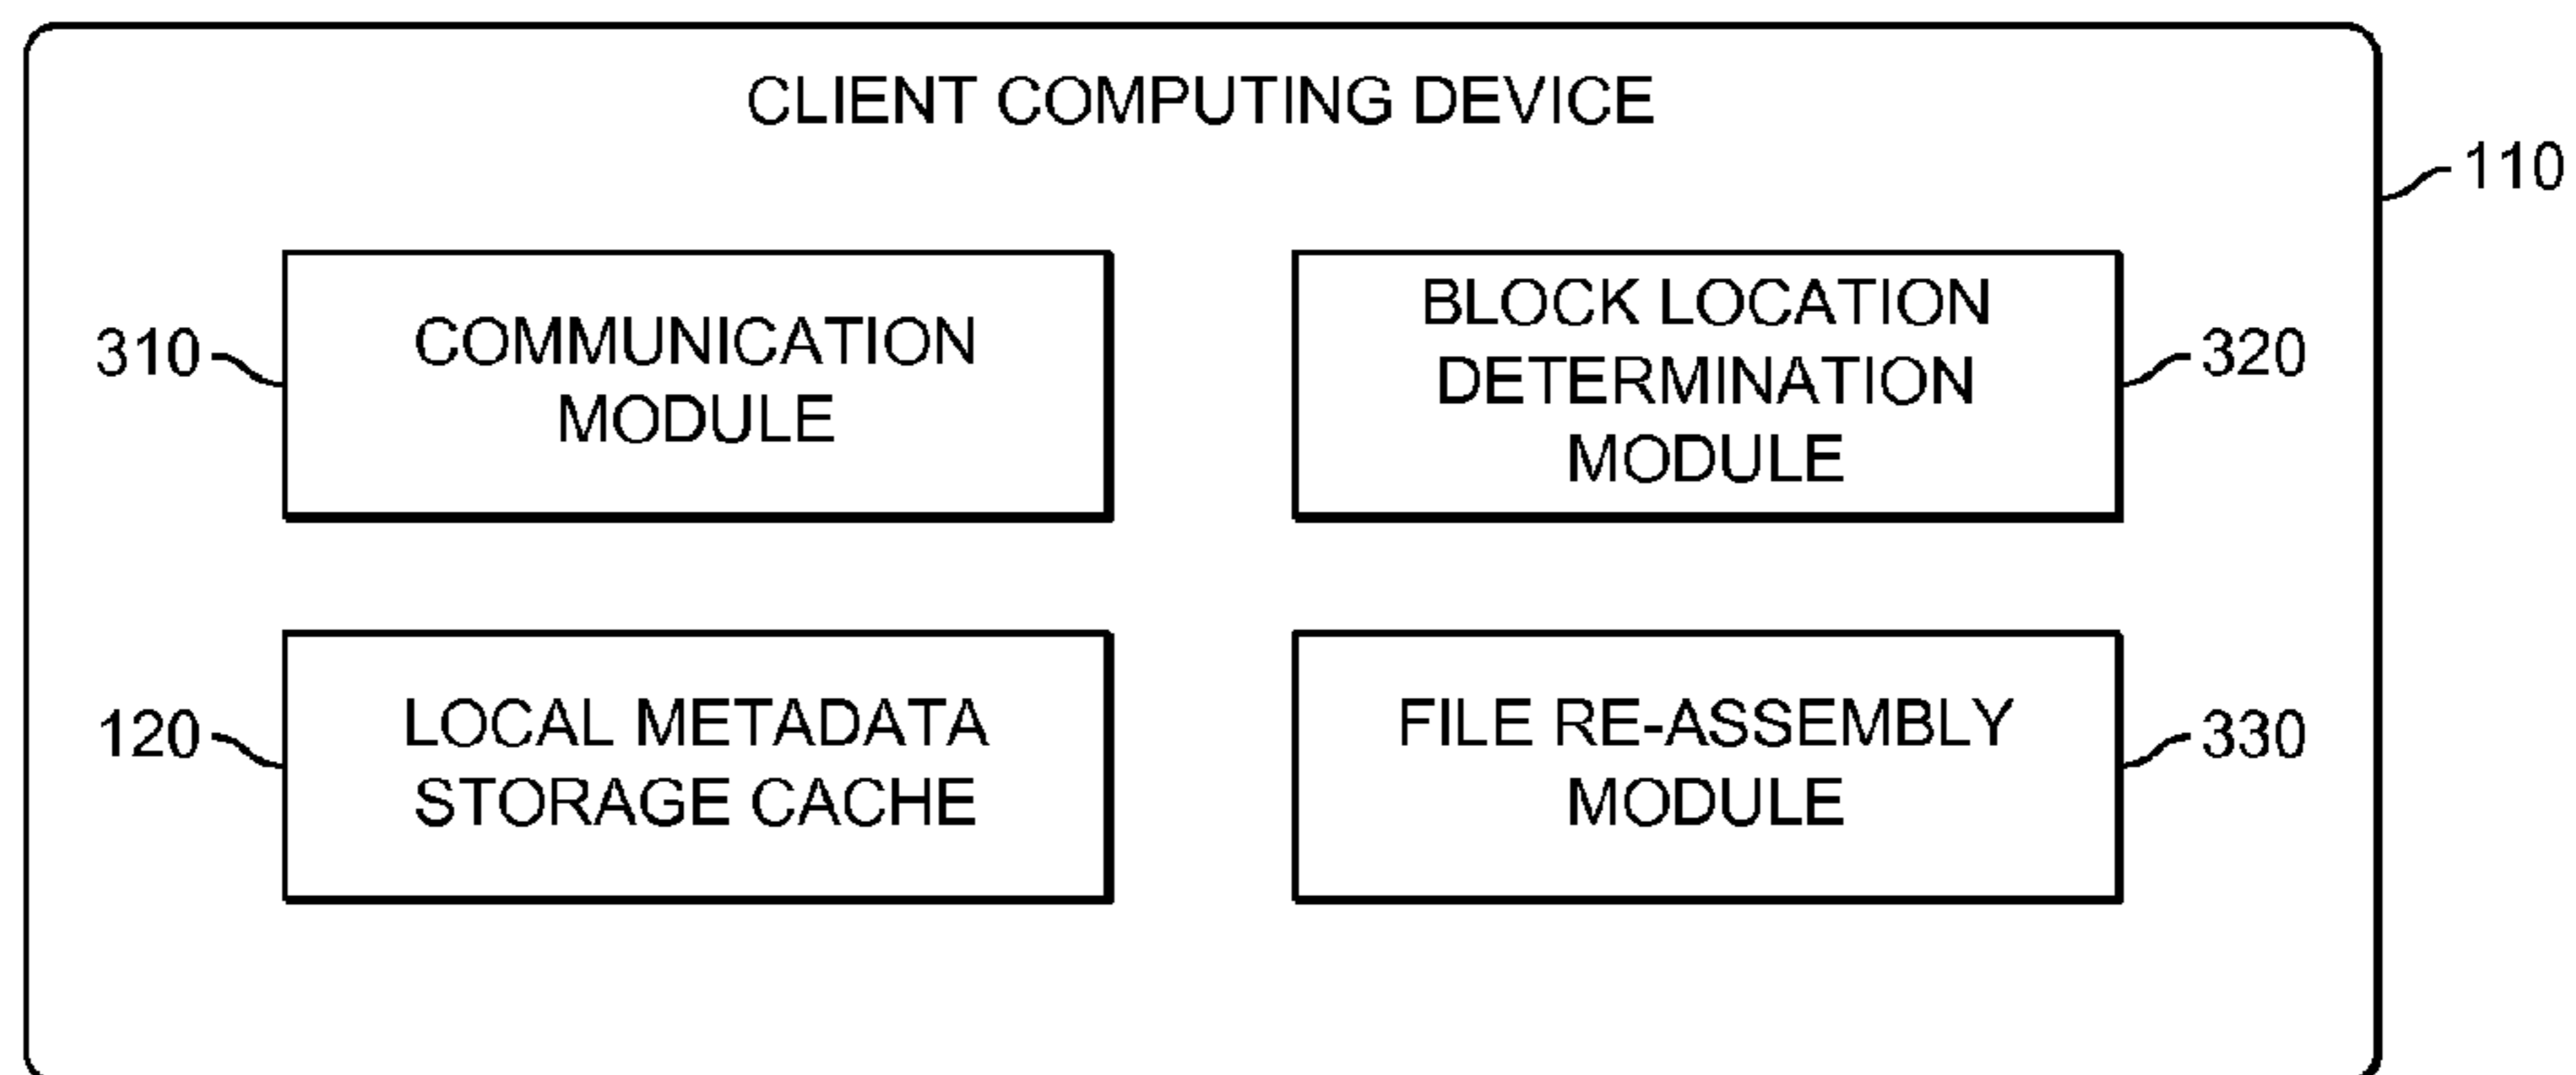 CLIENT COMPUTING DEVICE
110
310
COMMUNICATION
MODULE
BLOCK LOCATION
DETERMINATION
MODULE
320
120
LOCAL METADATA
STORAGE CACHE
FILE RE-ASSEMBLY
MODULE
330